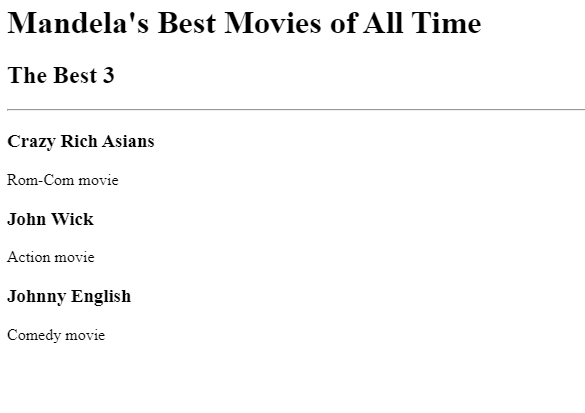 Mandela's Best Movies of All Time
The Best 3
Crazy Rich Asians
Rom-Com movie
John Wick
Action movie
Johnny English
Comedy movie